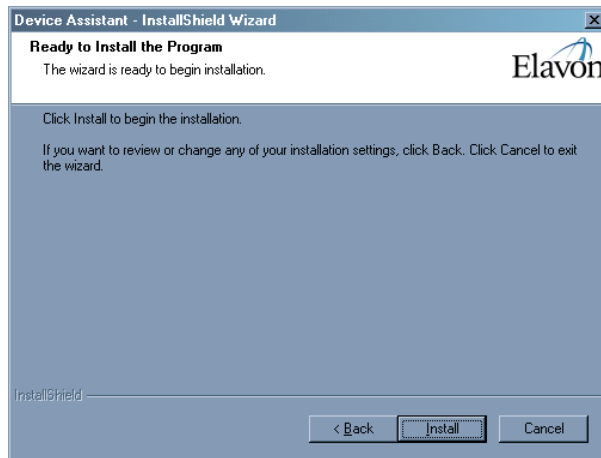 Device Assistant - InstallShield Wizard
Ready to Install the Program
The wizard is ready to begin installation.
Elavon
Click Install to begin the installation.
If you want to review or change any of your installation settings, click Back. Click Cancel to exit
the wizard.
InstallShield
< Back
Install
Cancel